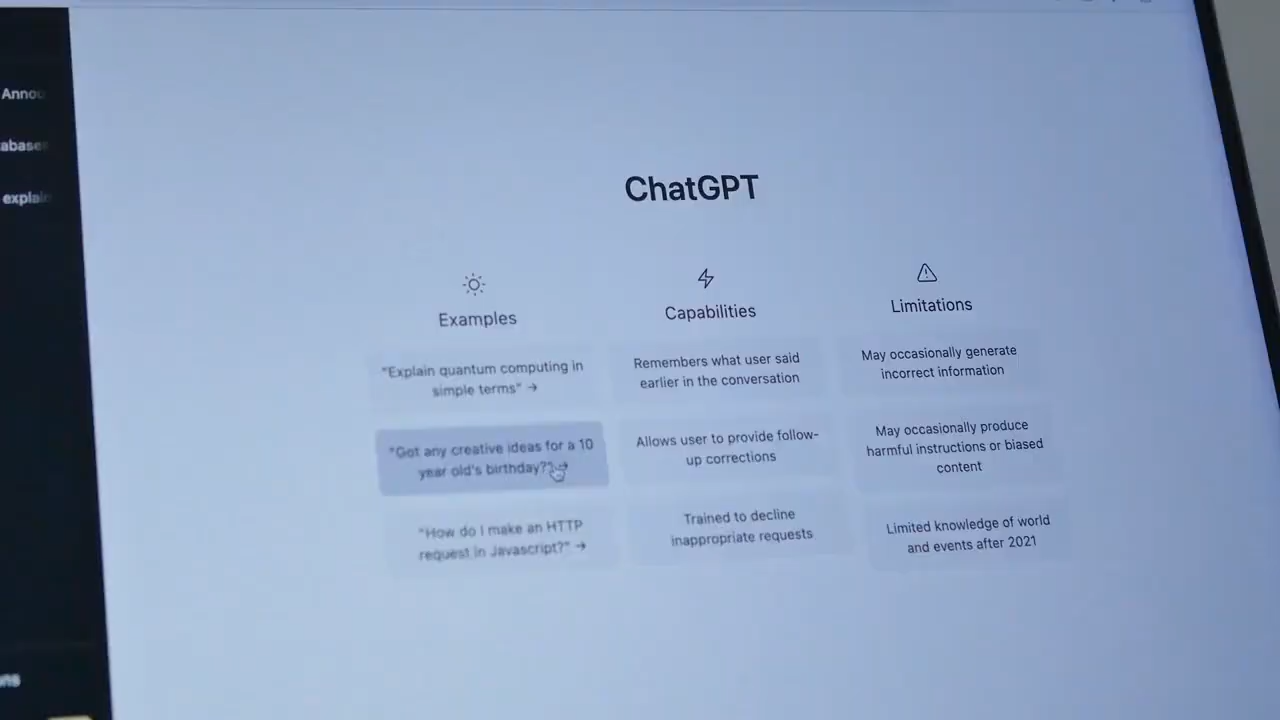 Annou
abase
explain
ChatGPT
Examples
"Explain quantum computing in
simple terms" →
"Got any creative ideas for a 10
year old's birthday?" →
"How do I make an HTTP
request in Javascript?" →
Capabilities
Remembers what user said
earlier in the conversation
Allows user to provide follow-
up corrections
Trained to decline
inappropriate requests
Limitations
May occasionally generate
incorrect information
May occasionally produce
harmful instructions or biased
content
Limited knowledge of world
and events after 2021